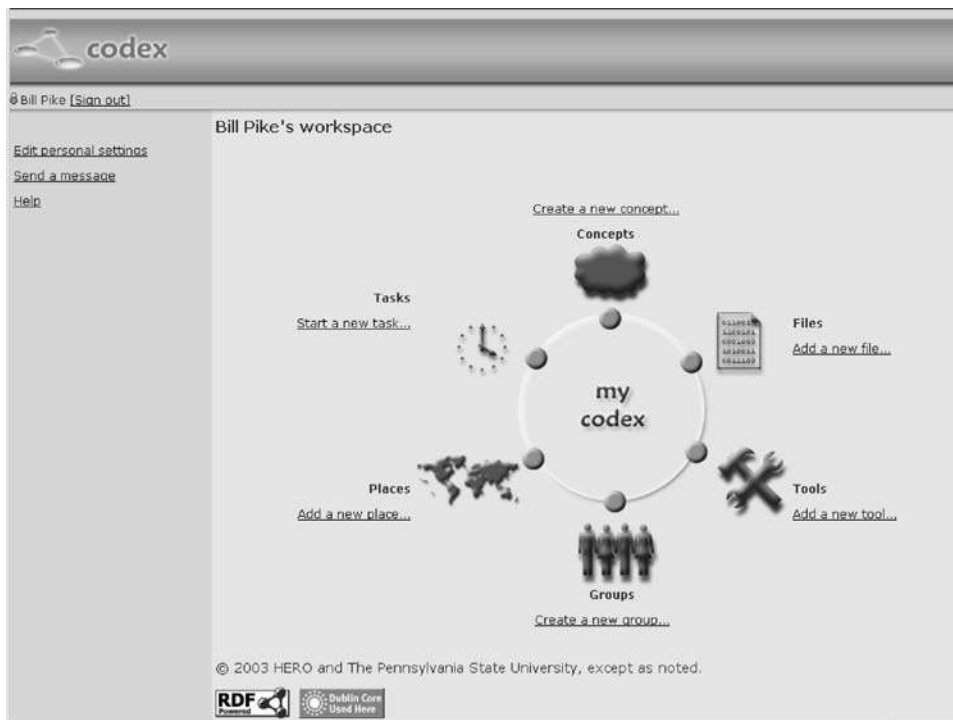 codex
Bill Pike [Sign out]
Bill Pike's workspace
Edit personal settings
Send a message
Help
Create a new concept...
Concepts
Tasks
Start a new task...
Files
Add a new file...
my
codex
Places
Add a new place...
Tools
Add a new tool...
Groups
Create a new group...
© 2003 HERO and The Pennsylvania State University, except as noted.
RDF
Powered
Dublin Core
Used Here